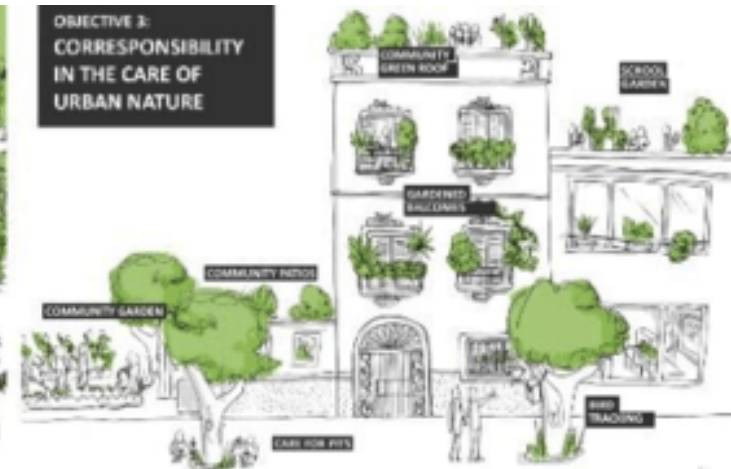 OBJECTIVE 3:
CORRESPONSIBILITY
IN THE CARE OF
URBAN NATURE
COMMUNITY
GREEN ROOF
SCHOOL
GARDEN
GARDENED
BALCONIES
COMMUNITY PATIOS
COMMUNITY GARDEN
BIRD
TRACKING
CARE FOR PITS